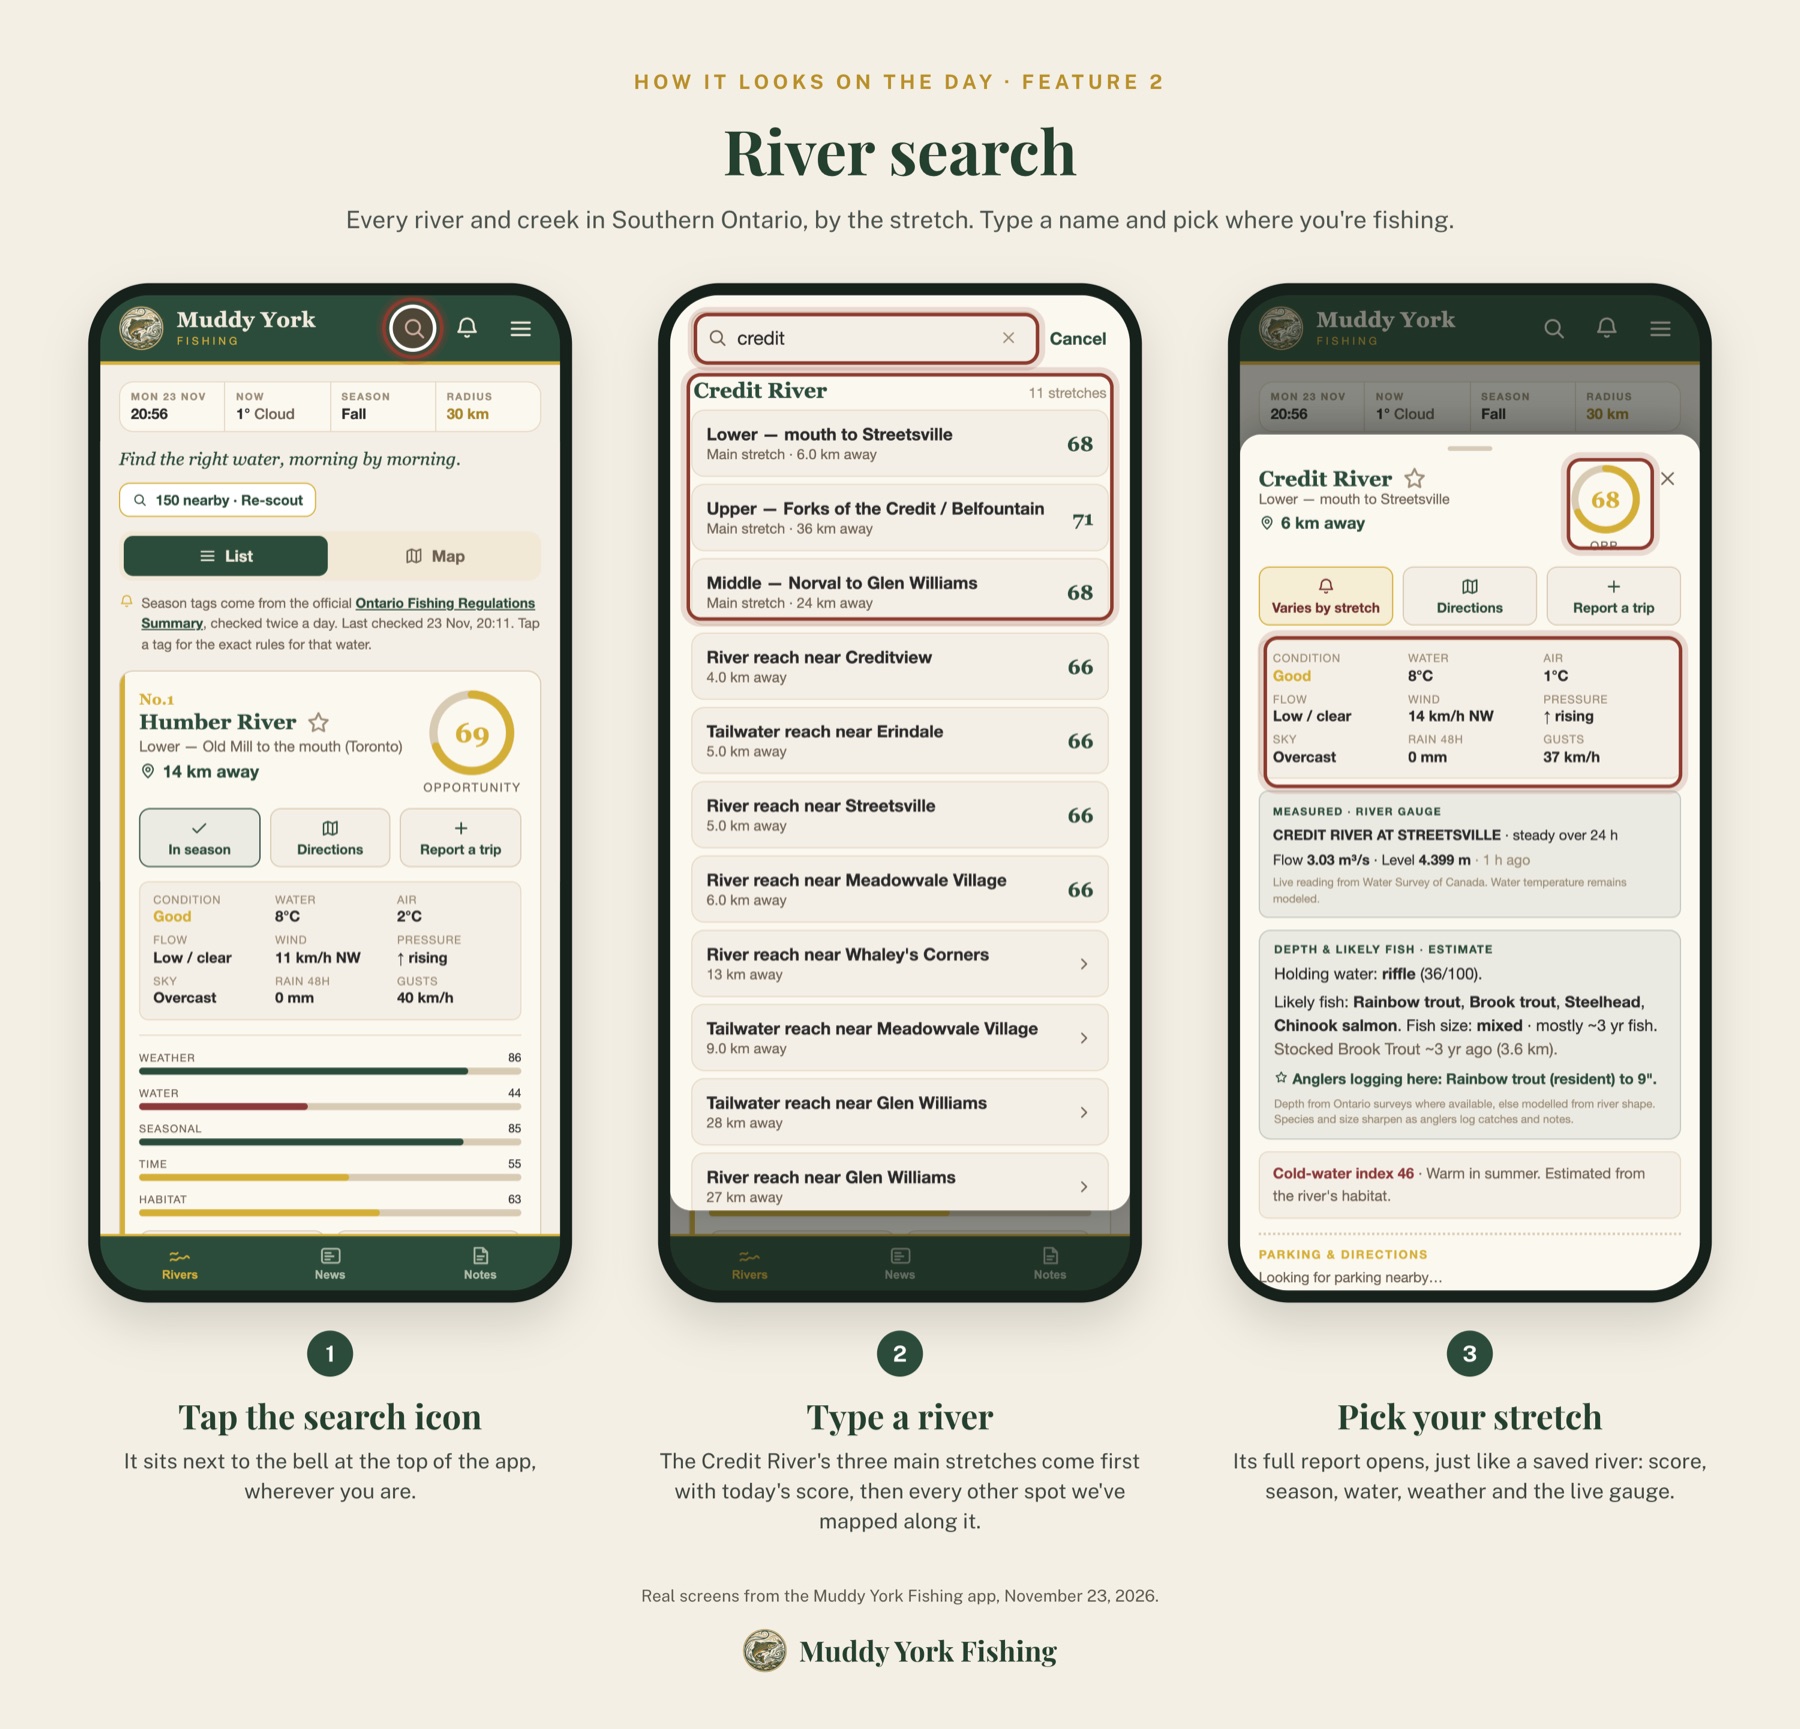 HOW IT LOOKS ON THE DAY · FEATURE 2
River search
Every river and creek in Southern Ontario, by the stretch. Type a name and pick where you're fishing.
Muddy York
FISHING
MON 23 NOV
20:56
NOW
1° Cloud
SEASON
Fall
RADIUS
30 km
Find the right water, morning by morning.
150 nearby · Re-scout
List
Map
Season tags come from the official Ontario Fishing Regulations
Summary, checked twice a day. Last checked 23 Nov, 20:11. Tap
a tag for the exact rules for that water.
No.1
Humber River
Lower — Old Mill to the mouth (Toronto)
14 km away
69
OPPORTUNITY
In season
Directions
Report a trip
CONDITION
Good
WATER
8°C
AIR
2°C
FLOW
Low / clear
WIND
11 km/h NW
PRESSURE
↑ rising
SKY
Overcast
RAIN 48H
0 mm
GUSTS
40 km/h
WEATHER 86
WATER 44
SEASONAL 85
TIME 55
HABITAT 63
Rivers
News
Notes
1
Tap the search icon
It sits next to the bell at the top of the app,
wherever you are.
credit
Cancel
Credit River
11 stretches
Lower — mouth to Streetsville
Main stretch · 6.0 km away
68
Upper — Forks of the Credit / Belfountain
Main stretch · 36 km away
71
Middle — Norval to Glen Williams
Main stretch · 24 km away
68
River reach near Creditview
4.0 km away
66
Tailwater reach near Erindale
5.0 km away
66
River reach near Streetsville
5.0 km away
66
River reach near Meadowvale Village
6.0 km away
66
River reach near Whaley's Corners
13 km away
Tailwater reach near Meadowvale Village
9.0 km away
Tailwater reach near Glen Williams
28 km away
River reach near Glen Williams
27 km away
Rivers
News
Notes
2
Type a river
The Credit River's three main stretches come first
with today's score, then every other spot we've
mapped along it.
Muddy York
FISHING
MON 23 NOV
20:56
NOW
1° Cloud
SEASON
Fall
RADIUS
30 km
Credit River
Lower — mouth to Streetsville
6 km away
68
OPP
Varies by stretch
Directions
Report a trip
CONDITION
Good
WATER
8°C
AIR
1°C
FLOW
Low / clear
WIND
14 km/h NW
PRESSURE
↑ rising
SKY
Overcast
RAIN 48H
0 mm
GUSTS
37 km/h
MEASURED · RIVER GAUGE
CREDIT RIVER AT STREETSVILLE · steady over 24 h
Flow 3.03 m³/s · Level 4.399 m · 1 h ago
Live reading from Water Survey of Canada. Water temperature remains
modeled.
DEPTH & LIKELY FISH · ESTIMATE
Holding water: riffle (36/100).
Likely fish: Rainbow trout, Brook trout, Steelhead,
Chinook salmon. Fish size: mixed · mostly ~3 yr fish.
Stocked Brook Trout ~3 yr ago (3.6 km).
Anglers logging here: Rainbow trout (resident) to 9".
Depth from Ontario surveys where available, else modelled from river shape.
Species and size sharpen as anglers log catches and notes.
Cold-water index 46 · Warm in summer. Estimated from
the river's habitat.
PARKING & DIRECTIONS
Looking for parking nearby…
3
Pick your stretch
Its full report opens, just like a saved river: score,
season, water, weather and the live gauge.
Real screens from the Muddy York Fishing app, November 23, 2026.
Muddy York Fishing